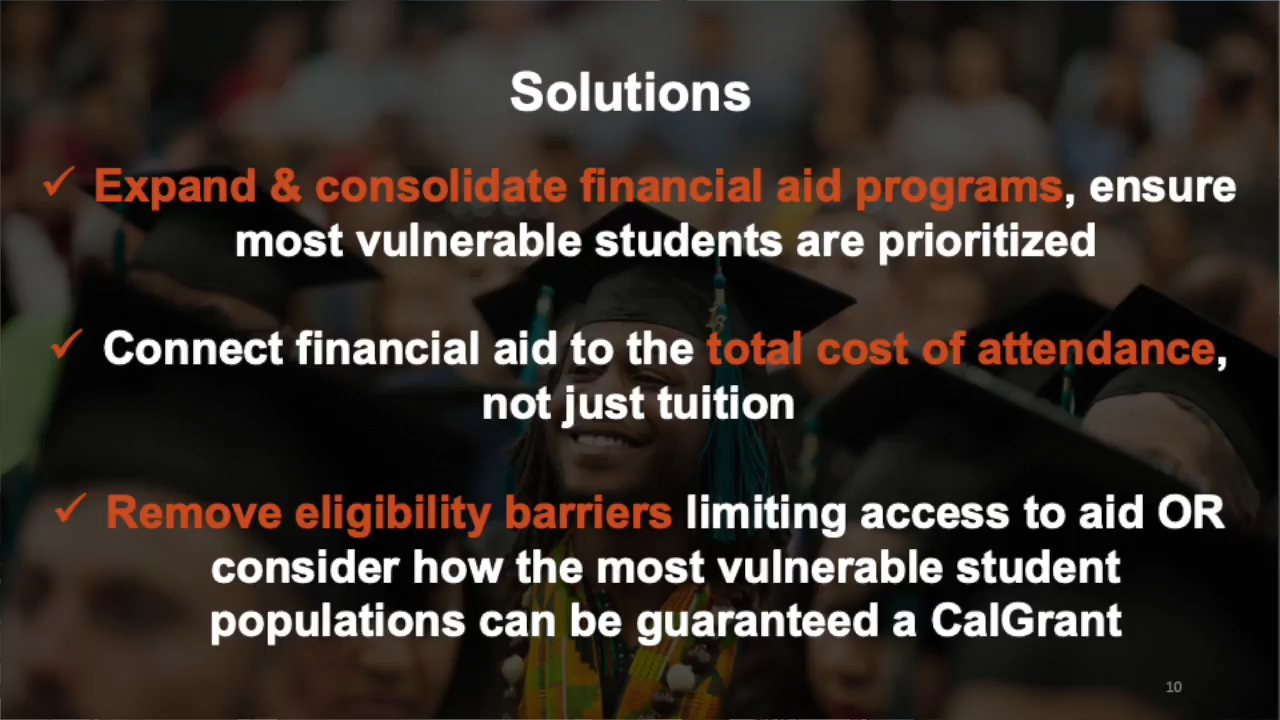 Solutions
✓ Expand & consolidate financial aid programs, ensure
most vulnerable students are prioritized
✓ Connect financial aid to the total cost of attendance,
not just tuition
✓ Remove eligibility barriers limiting access to aid OR
consider how the most vulnerable student
populations can be guaranteed a CalGrant
10